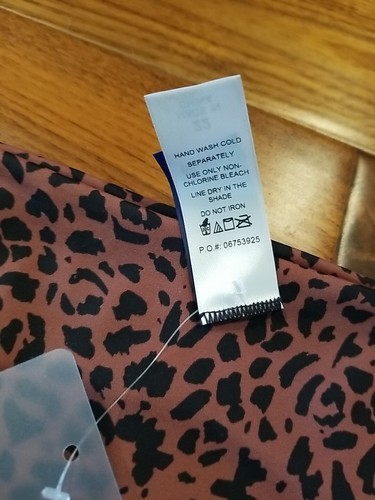 HAND WASH COLD
SEPARATELY
USE ONLY NON-
CHLORINE BLEACH
LINE DRY IN THE
SHADE
DO NOT IRON
P O #: 06753925